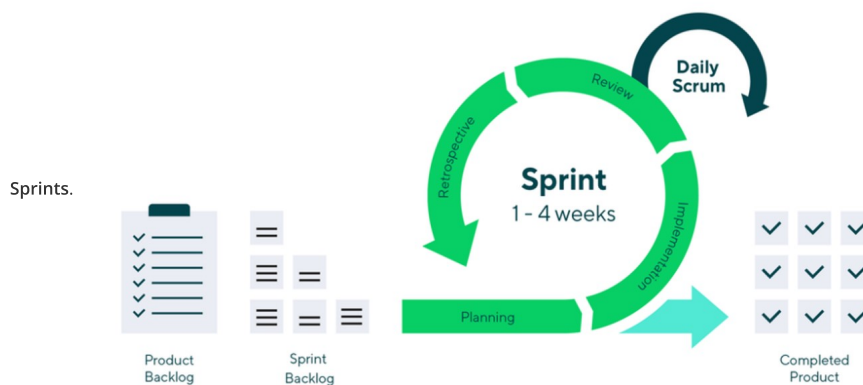 Sprints.
Product
Backlog
Sprint
Backlog
Planning
Implementation
Review
Retrospective
Sprint
1 - 4 weeks
Daily
Scrum
Completed
Product